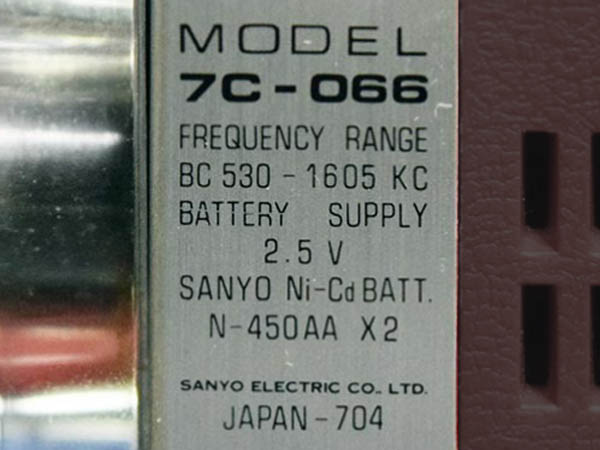 MODEL
7C-066
FREQUENCY RANGE
BC 530 - 1605 KC
BATTERY SUPPLY
2.5 V
SANYO Ni-Cd BATT.
N-450AA X2
SANYO ELECTRIC CO., LTD.
JAPAN-704